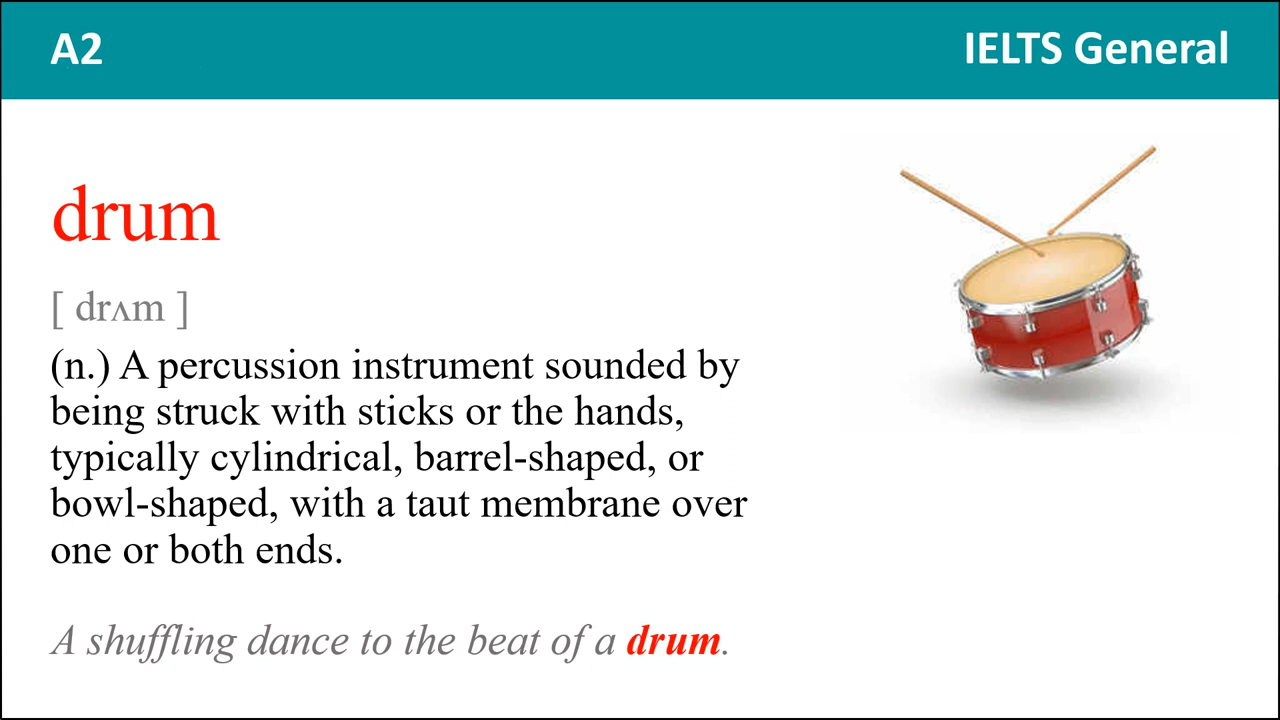 A2
IELTS General
drum
[ drʌm ]
(n.) A percussion instrument sounded by
being struck with sticks or the hands,
typically cylindrical, barrel-shaped, or
bowl-shaped, with a taut membrane over
one or both ends.
A shuffling dance to the beat of a drum.